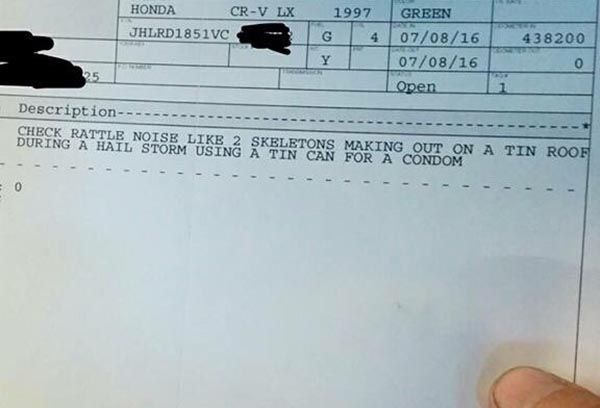 HONDA CR-V LX 1997 GREEN
JHLRD1851VC G 4 07/08/16 438200
Y 07/08/16 0
25 Open 1
Description-----------------------------------------------*
CHECK RATTLE NOISE LIKE 2 SKELETONS MAKING OUT ON A TIN ROOF
DURING A HAIL STORM USING A TIN CAN FOR A CONDOM
: 0